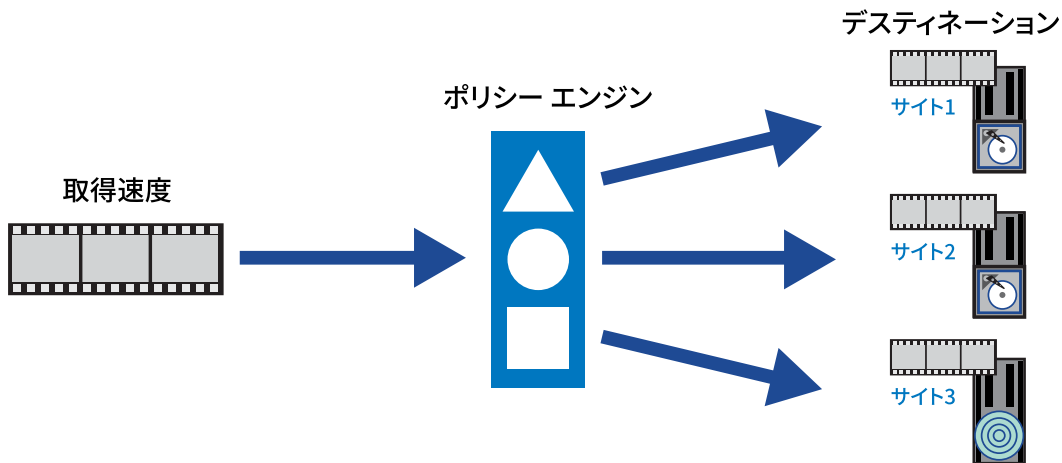 デスティネーション
ポリシー エンジン
取得速度
サイト1
サイト2
サイト3